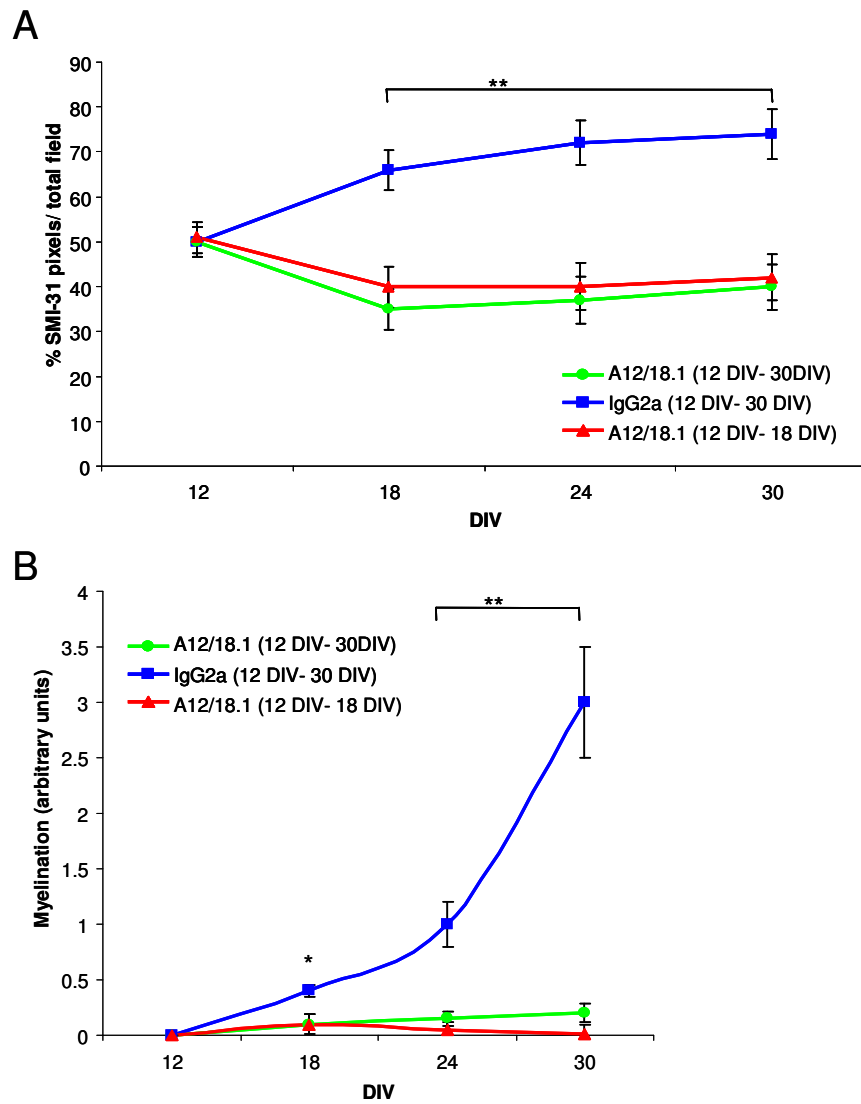 A
90
80
70
60
50
40
30
20
10
0
% SMI-31 pixels/ total field
**
A12/18.1 (12 DIV- 30DIV)
IgG2a (12 DIV- 30 DIV)
A12/18.1 (12 DIV- 18 DIV)
12 18 24 30
DIV
B
4
3.5
3
2.5
2
1.5
1
0.5
0
Myelination (arbitrary units)
**
A12/18.1 (12 DIV- 30DIV)
IgG2a (12 DIV- 30 DIV)
A12/18.1 (12 DIV- 18 DIV)
*
12 18 24 30
DIV